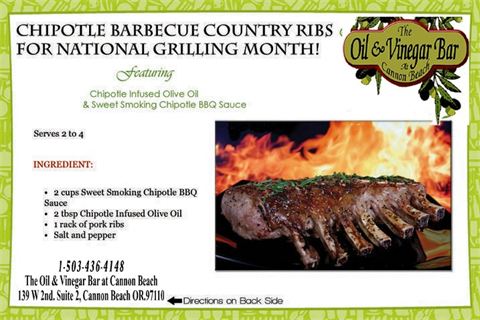 CHIPOTLE BARBECUE COUNTRY RIBS
FOR NATIONAL GRILLING MONTH!
The
Oil & Vinegar Bar
At
Cannon Beach
Featuring
Chipotle Infused Olive Oil
& Sweet Smoking Chipotle BBQ Sauce
Serves 2 to 4
INGREDIENT:
• 2 cups Sweet Smoking Chipotle BBQ
Sauce
• 2 tbsp Chipotle Infused Olive Oil
• 1 rack of pork ribs
• Salt and pepper
1-503-436-4148
The Oil & Vinegar Bar at Cannon Beach
139 W 2nd. Suite 2, Cannon Beach OR.97110
Directions on Back Side